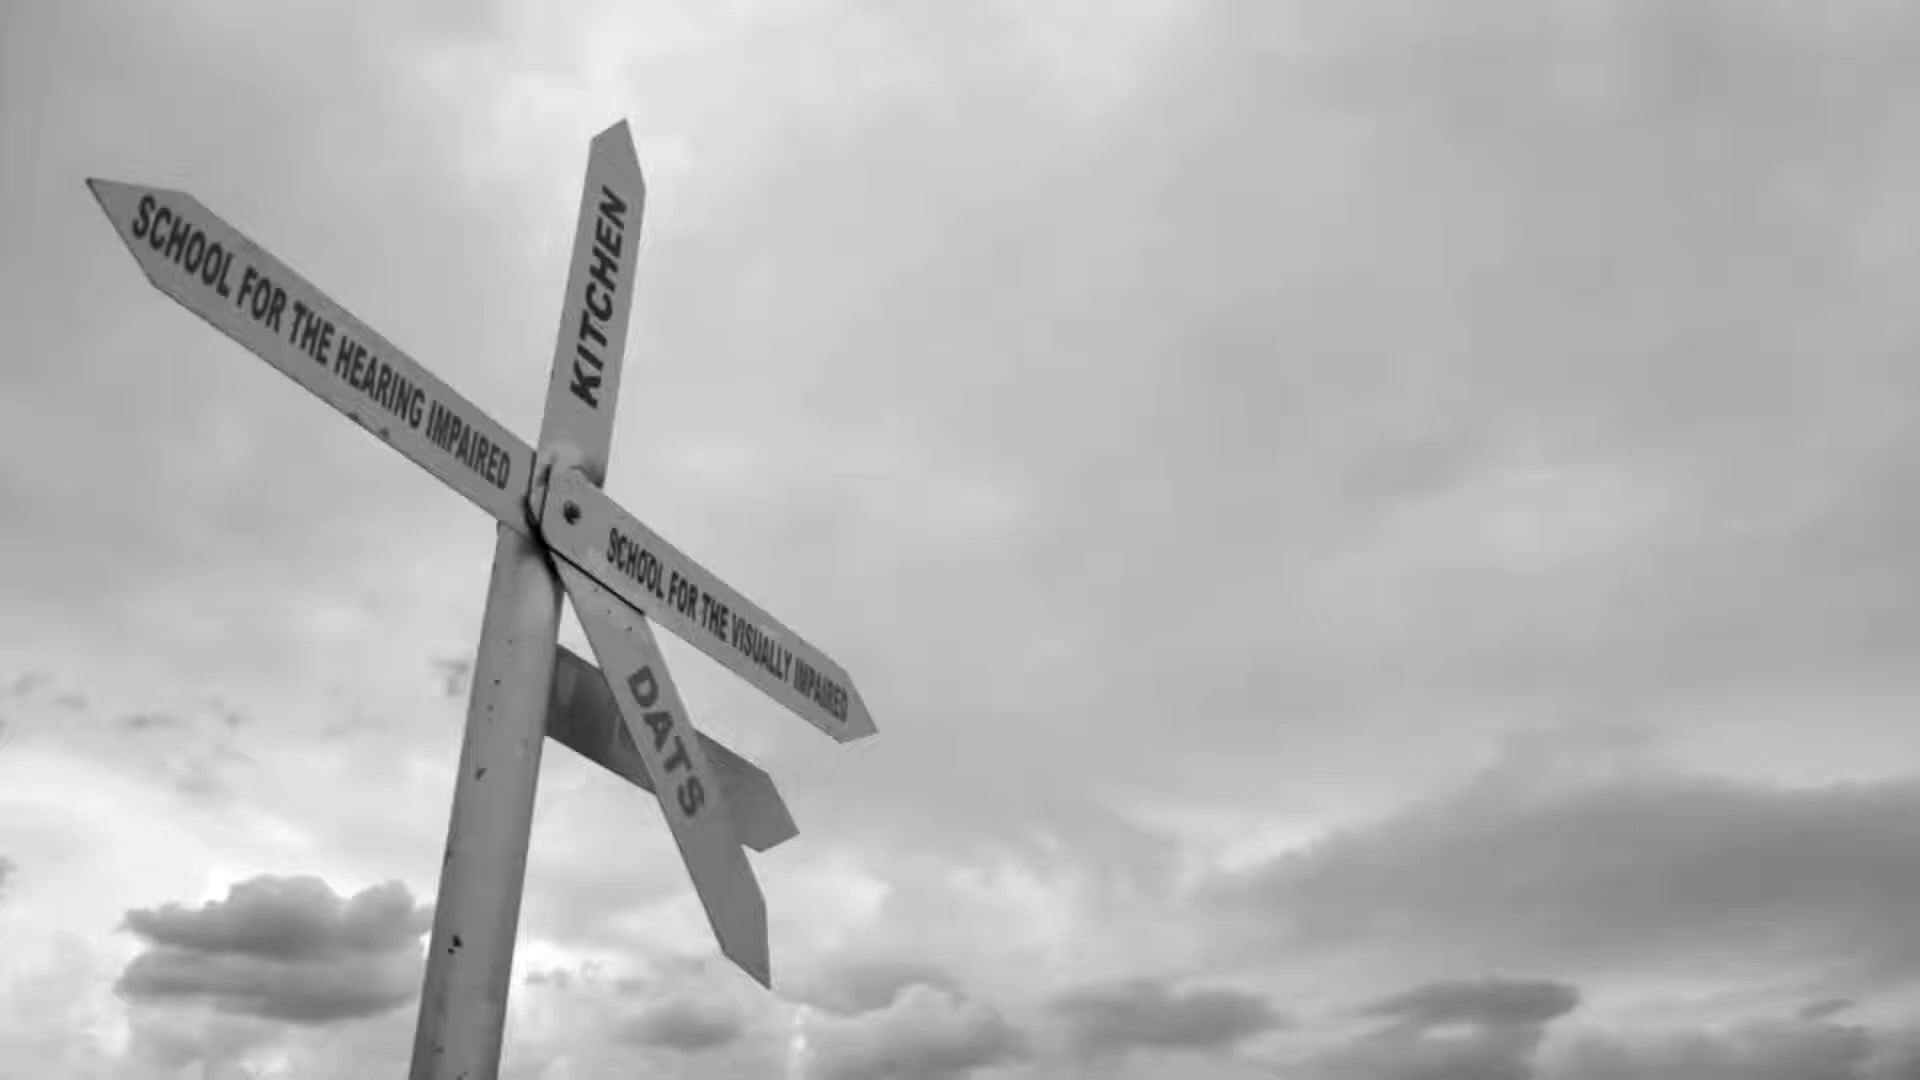 KITCHEN
SCHOOL FOR THE HEARING IMPAIRED
SCHOOL FOR THE VISUALLY IMPAIRED
DATS